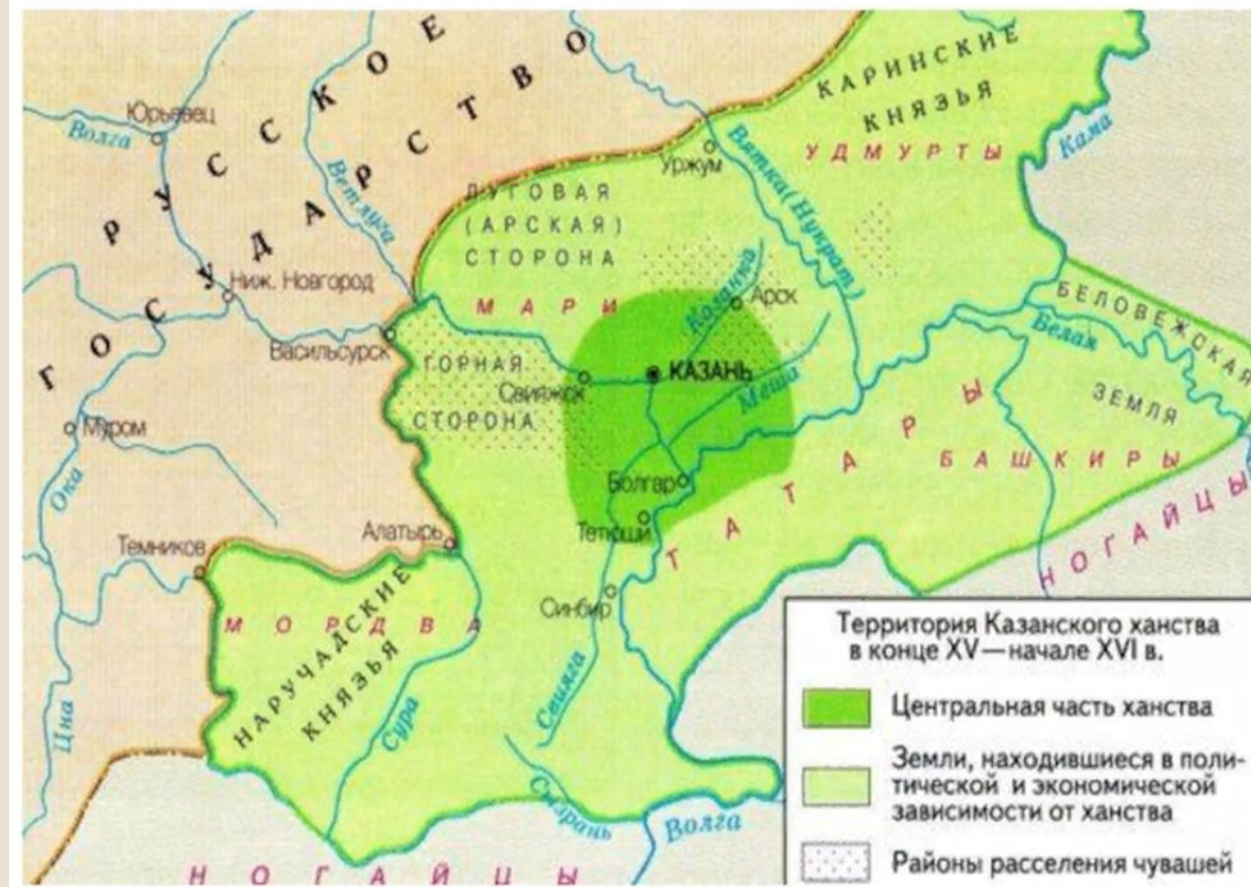 РУССКОЕ
ГОСУДАРСТВО
Юрьевец
Волга
Ветлуга
Ниж. Новгород
Васильсурск
Муром
Ока
Темников
Алатырь
Цна
КАРИНСКИЕ
КНЯЗЬЯ
УДМУРТЫ
Кама
Уржум
Вятка (Нукрат)
ЛУГОВАЯ
(АРСКАЯ)
СТОРОНА
МАРИ
Казанка
Арск
ГОРНАЯ
СТОРОНА
Свияжск
КАЗАНЬ
Меша
Болгар
Тетюши
Синбир
БЕЛОВЕЖСКАЯ
ЗЕМЛЯ
Белая
ТАТАРЫ
БАШКИРЫ
НОГАЙЦЫ
МОРДВА
НАРУЧАДСКИЕ
КНЯЗЬЯ
Сура
Свияга
Сызрань
Волга
НОГАЙЦЫ
Территория Казанского ханства
в конце XV—начале XVI в.
Центральная часть ханства
Земли, находившиеся в поли-
тической и экономической
зависимости от ханства
Районы расселения чувашей